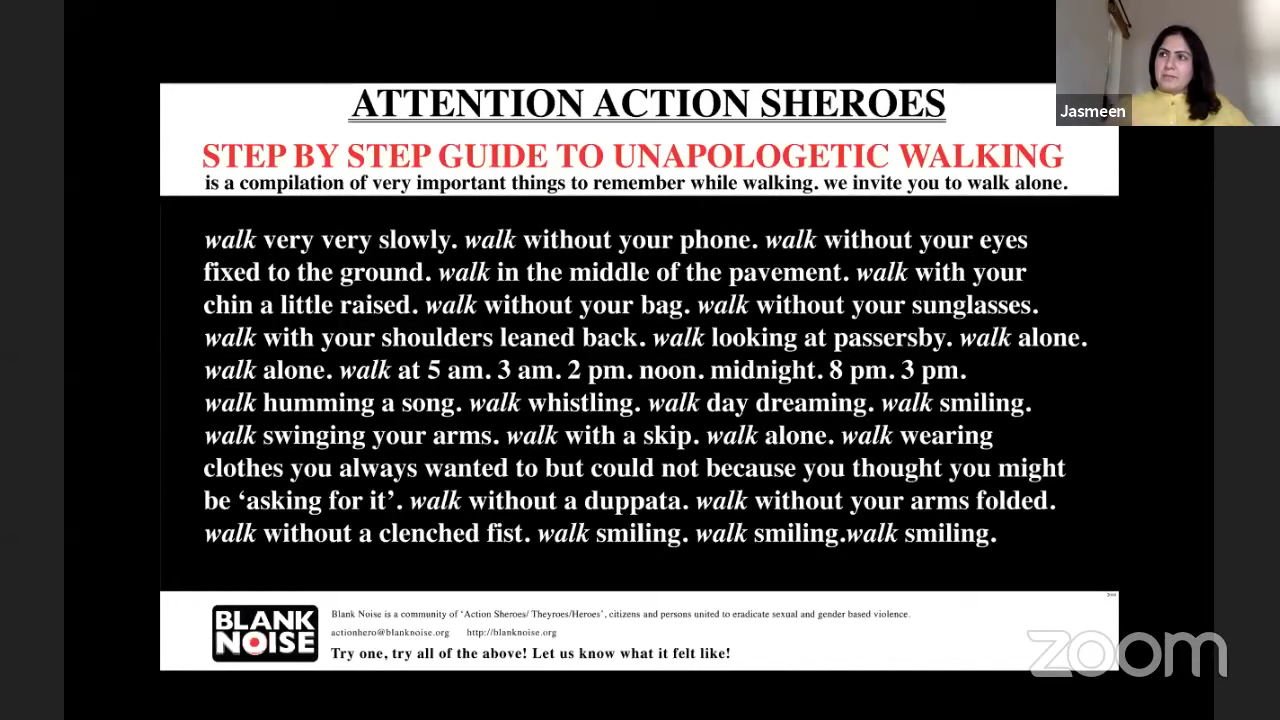 ATTENTION ACTION SHEROES
Jasmeen
STEP BY STEP GUIDE TO UNAPOLOGETIC WALKING
is a compilation of very important things to remember while walking. we invite you to walk alone.
walk very very slowly. walk without your phone. walk without your eyes
fixed to the ground. walk in the middle of the pavement. walk with your
chin a little raised. walk without your bag. walk without your sunglasses.
walk with your shoulders leaned back. walk looking at passersby. walk alone.
walk alone. walk at 5 am. 3 am. 2 pm. noon. midnight. 8 pm. 3 pm.
walk humming a song. walk whistling. walk day dreaming. walk smiling.
walk swinging your arms. walk with a skip. walk alone. walk wearing
clothes you always wanted to but could not because you thought you might
be ‘asking for it’. walk without a duppata. walk without your arms folded.
walk without a clenched fist. walk smiling. walk smiling.walk smiling.
BLANK
NOISE
Blank Noise is a community of ‘Action Sheroes/ Theyroes/Heroes’, citizens and persons united to eradicate sexual and gender based violence.
actionhero@blanknoise.org http://blanknoise.org
Try one, try all of the above! Let us know what it felt like!
zoom